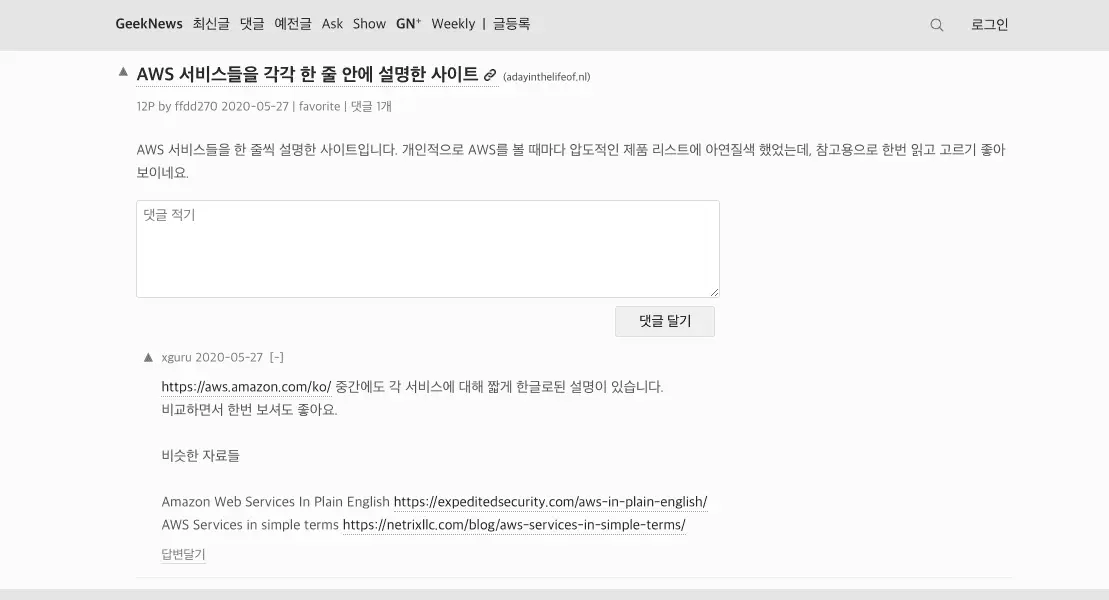 GeekNews 최신글 댓글 예전글 Ask Show GN⁺ Weekly | 글등록 로그인
▲ AWS 서비스들을 각각 한 줄 안에 설명한 사이트 (adayinthelifeof.nl)
12P by ffdd270 2020-05-27 | favorite | 댓글 1개
AWS 서비스들을 한 줄씩 설명한 사이트입니다. 개인적으로 AWS를 볼 때마다 압도적인 제품 리스트에 아연질색 했었는데, 참고용으로 한번 읽고 고르기 좋아
보이네요.
댓글 적기
댓글 달기
▲ xguru 2020-05-27 [-]
https://aws.amazon.com/ko/ 중간에도 각 서비스에 대해 짧게 한글로된 설명이 있습니다.
비교하면서 한번 보셔도 좋아요.
비슷한 자료들
Amazon Web Services In Plain English https://expeditedsecurity.com/aws-in-plain-english/
AWS Services in simple terms https://netrixllc.com/blog/aws-services-in-simple-terms/
답변달기